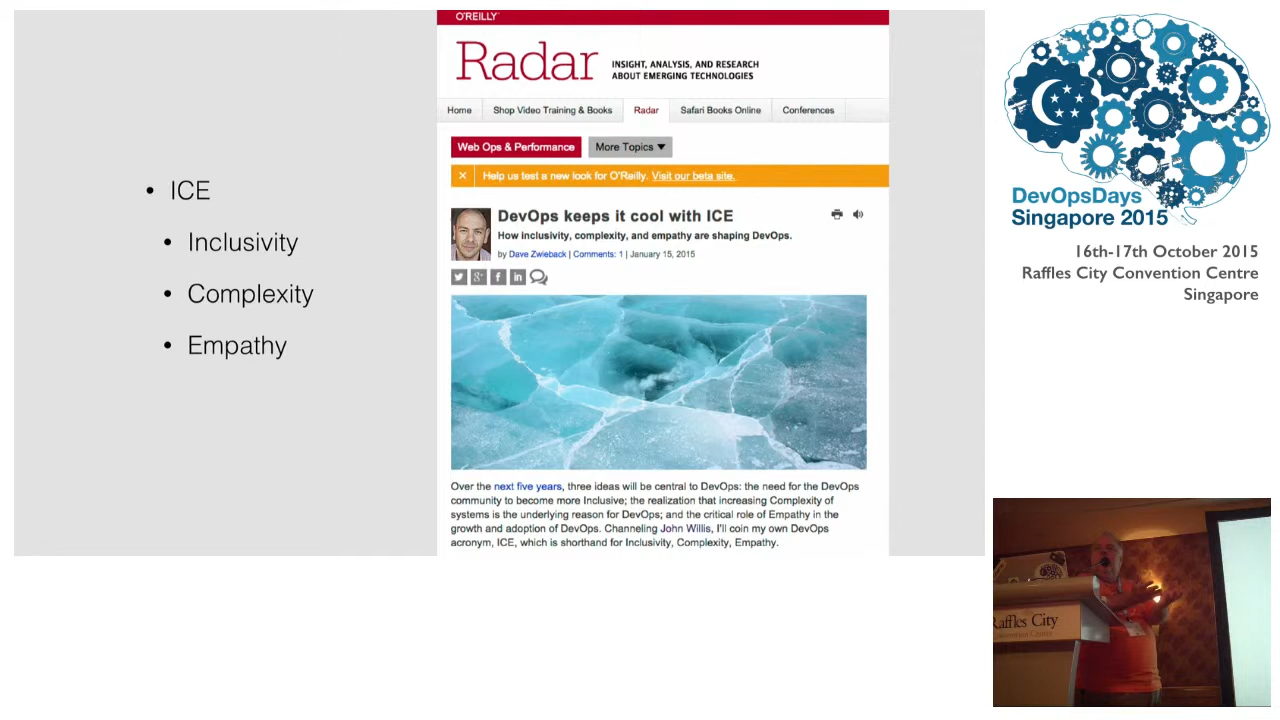 • ICE
• Inclusivity
• Complexity
• Empathy
O'REILLY
Radar
INSIGHT, ANALYSIS, AND RESEARCH
ABOUT EMERGING TECHNOLOGIES
Home
Shop Video Training & Books
Radar
Safari Books Online
Conferences
Web Ops & Performance
More Topics ▼
× Help us test a new look for O'Reilly. Visit our beta site.
DevOps keeps it cool with ICE
How inclusivity, complexity, and empathy are shaping DevOps.
by Dave Zwieback | Comments: 1 | January 15, 2015
Over the next five years, three ideas will be central to DevOps: the need for the DevOps
community to become more Inclusive; the realization that increasing Complexity of
systems is the underlying reason for DevOps; and the critical role of Empathy in the
growth and adoption of DevOps. Channeling John Willis, I'll coin my own DevOps
acronym, ICE, which is shorthand for Inclusivity, Complexity, Empathy.
DevOpsDays
Singapore 2015
16th-17th October 2015
Raffles City Convention Centre
Singapore
Raffles City